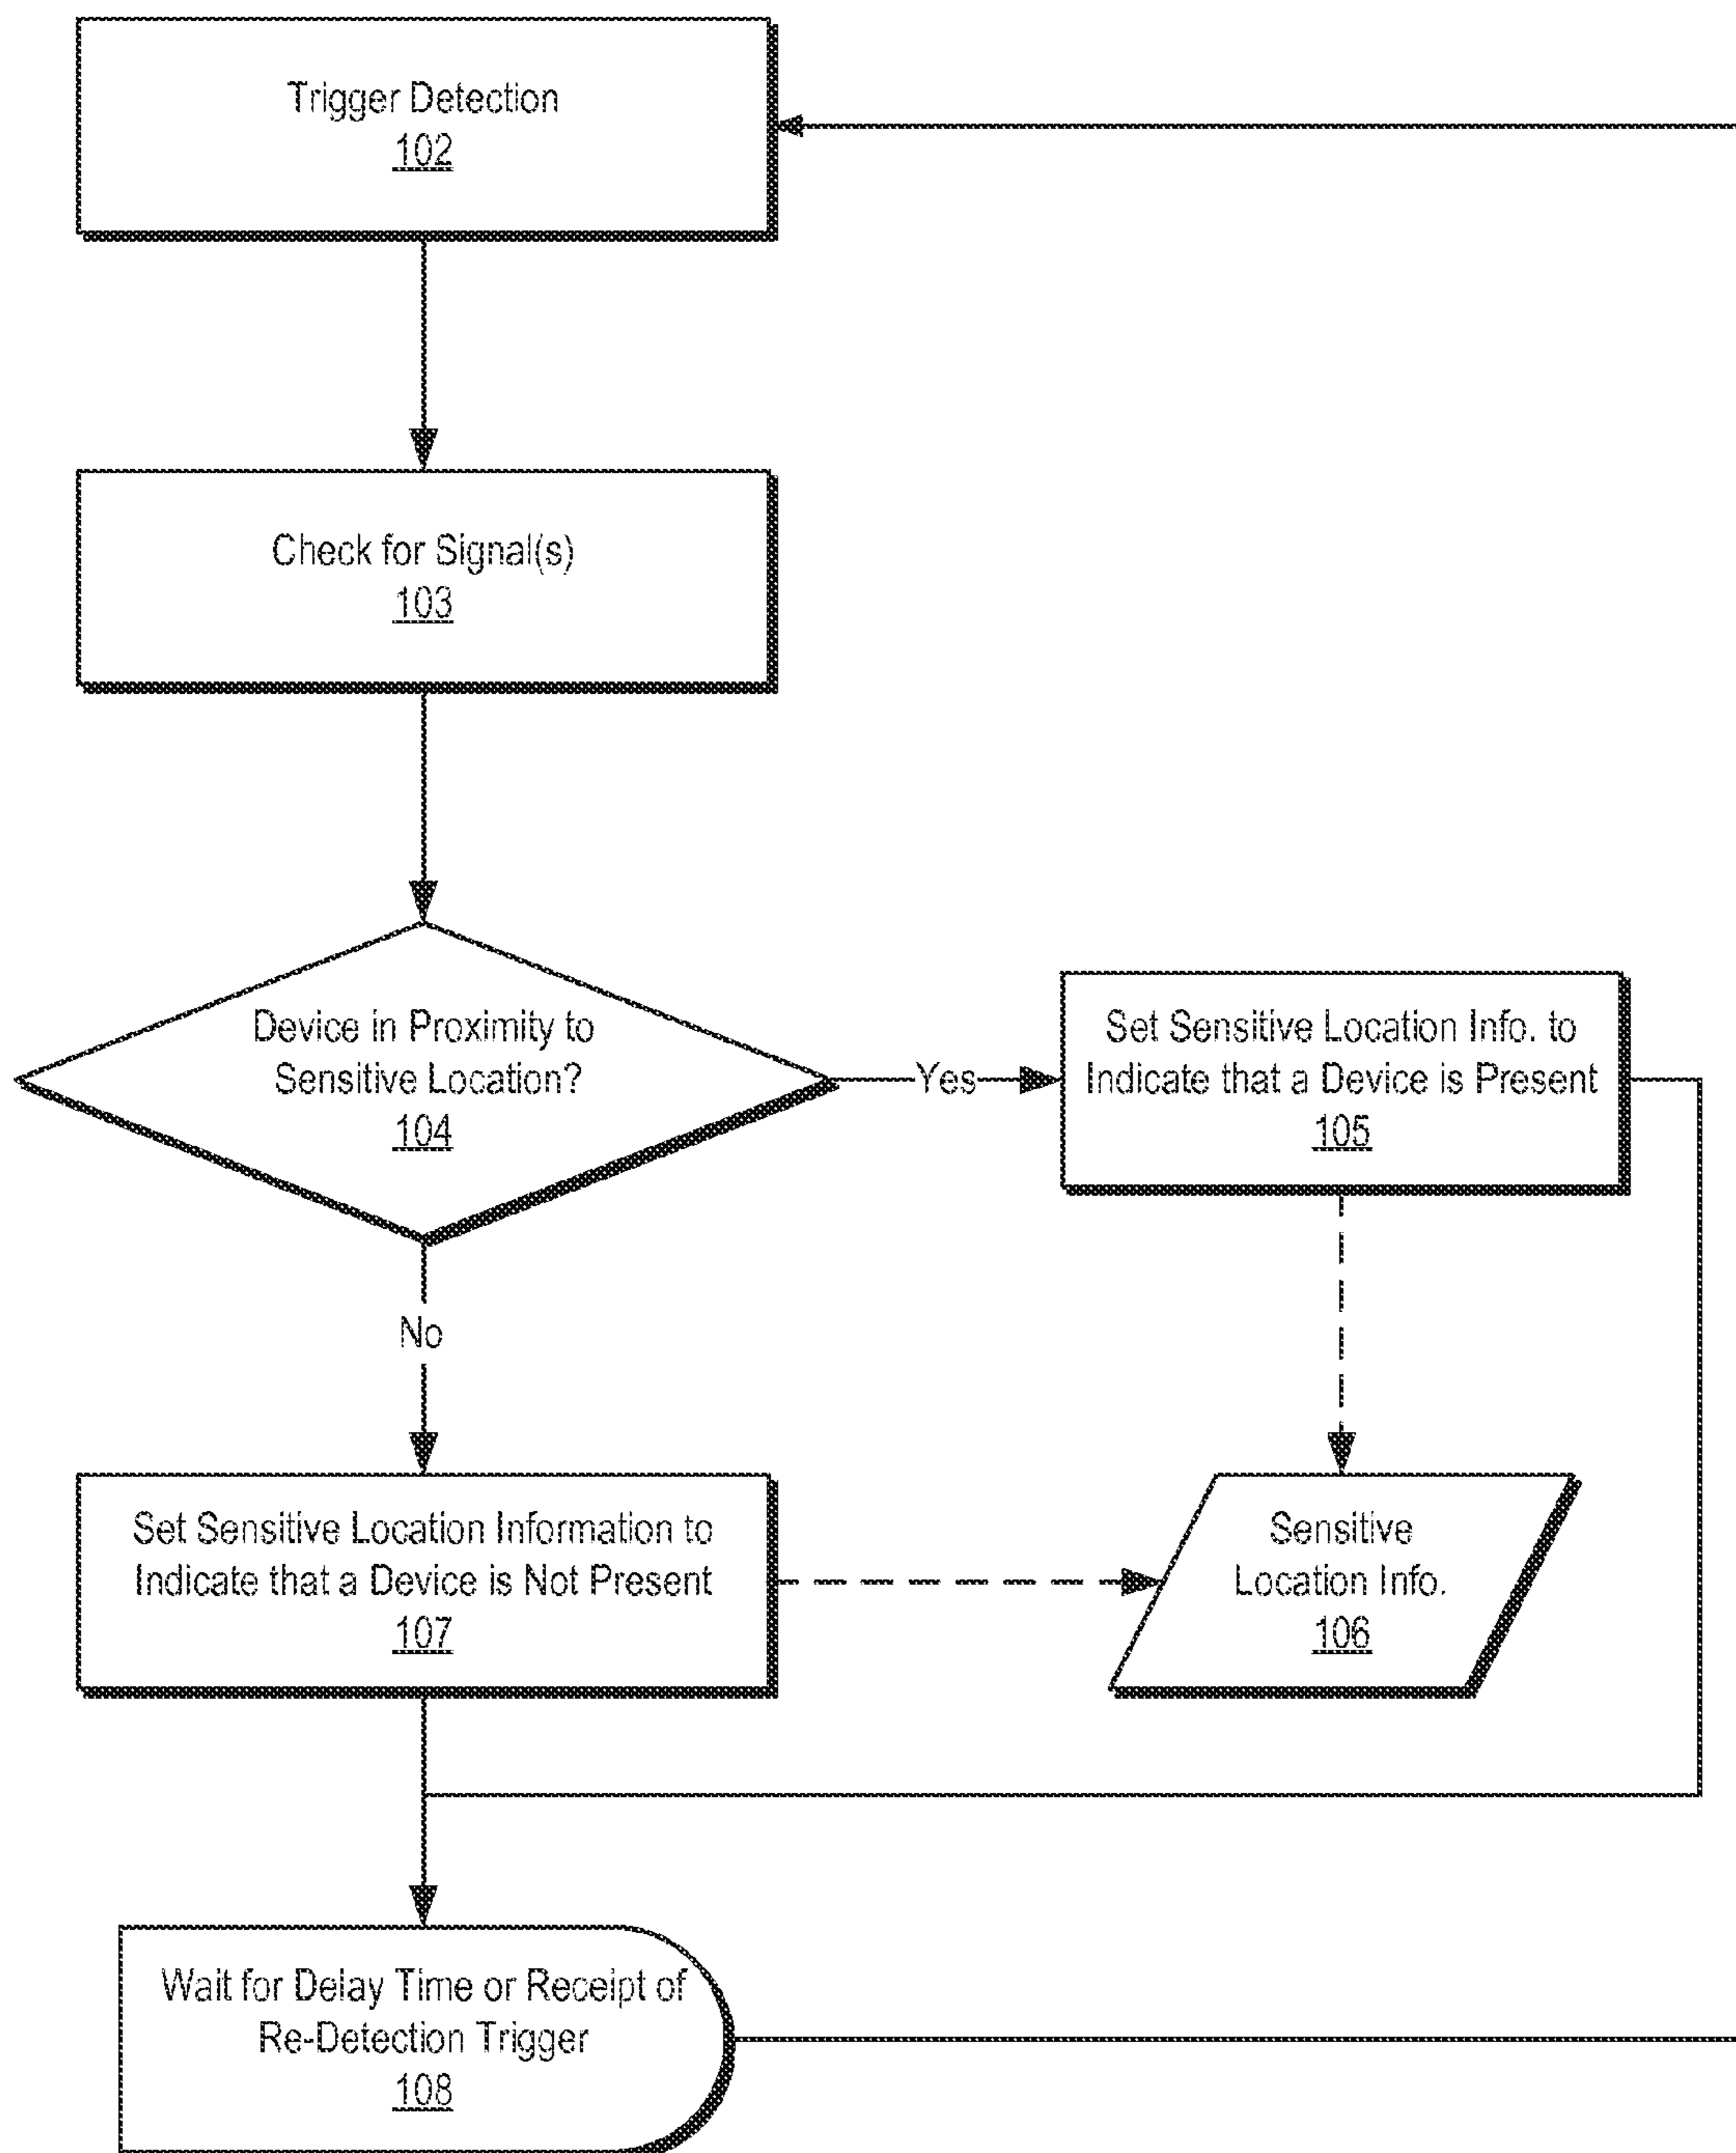 Trigger Detection
102
Check for Signal(s)
103
Device in Proximity to
Sensitive Location?
104
Yes
Set Sensitive Location Info. to
Indicate that a Device is Present
105
No
Set Sensitive Location Information to
Indicate that a Device is Not Present
107
Sensitive
Location Info.
106
Wait for Delay Time or Receipt of
Re-Detection Trigger
108